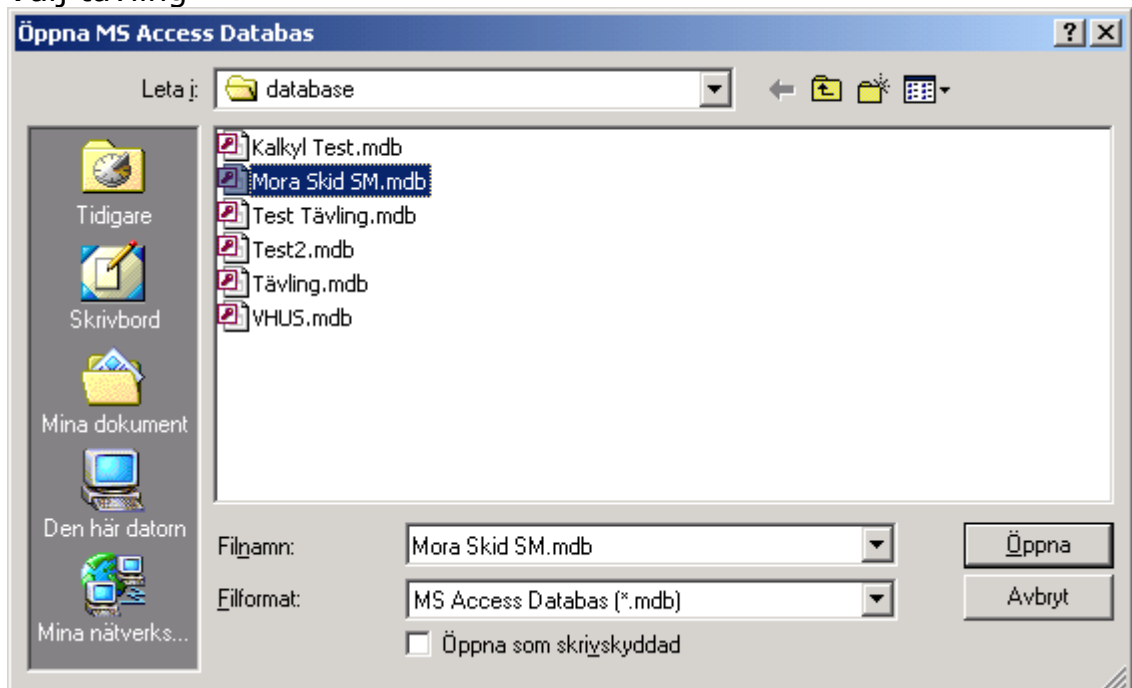 Välj tävling
Öppna MS Access Databas
Leta i: database
Kalkyl Test.mdb
Mora Skid SM.mdb
Test Tävling.mdb
Test2.mdb
Tävling.mdb
VHUS.mdb
Tidigare
Skrivbord
Mina dokument
Den här datorn
Mina nätverks...
Filnamn: Mora Skid SM.mdb Öppna
Filformat: MS Access Databas (*.mdb) Avbryt
Öppna som skrivskyddad